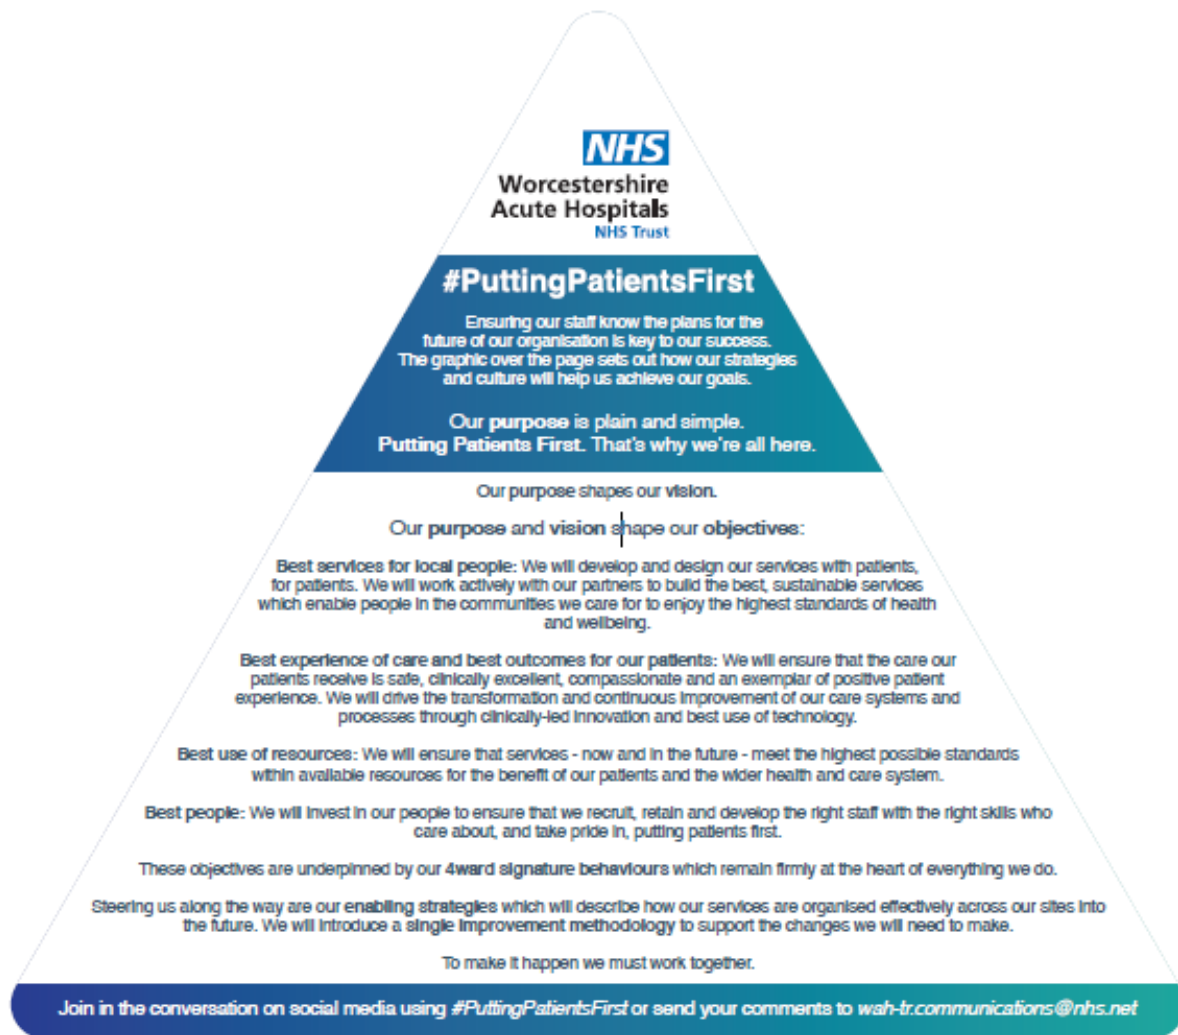 NHS
Worcestershire
Acute Hospitals
NHS Trust
#PuttingPatientsFirst
Ensuring our staff know the plans for the
future of our organisation is key to our success.
The graphic over the page sets out how our strategies
and culture will help us achieve our goals.
Our purpose is plain and simple.
Putting Patients First. That's why we're all here.
Our purpose shapes our vision.
Our purpose and vision shape our objectives:
Best services for local people: We will develop and design our services with patients,
for patients. We will work actively with our partners to build the best, sustainable services
which enable people in the communities we care for to enjoy the highest standards of health
and wellbeing.
Best experience of care and best outcomes for our patients: We will ensure that the care our
patients receive is safe, clinically excellent, compassionate and an exemplar of positive patient
experience. We will drive the transformation and continuous improvement of our care systems and
processes through clinically-led innovation and best use of technology.
Best use of resources: We will ensure that services - now and in the future - meet the highest possible standards
within available resources for the benefit of our patients and the wider health and care system.
Best people: We will invest in our people to ensure that we recruit, retain and develop the right staff with the right skills who
care about, and take pride in, putting patients first.
These objectives are underpinned by our 4ward signature behaviours which remain firmly at the heart of everything we do.
Steering us along the way are our enabling strategies which will describe how our services are organised effectively across our sites into
the future. We will introduce a single improvement methodology to support the changes we will need to make.
To make it happen we must work together.
Join in the conversation on social media using #PuttingPatientsFirst or send your comments to wah-tr.communications@nhs.net